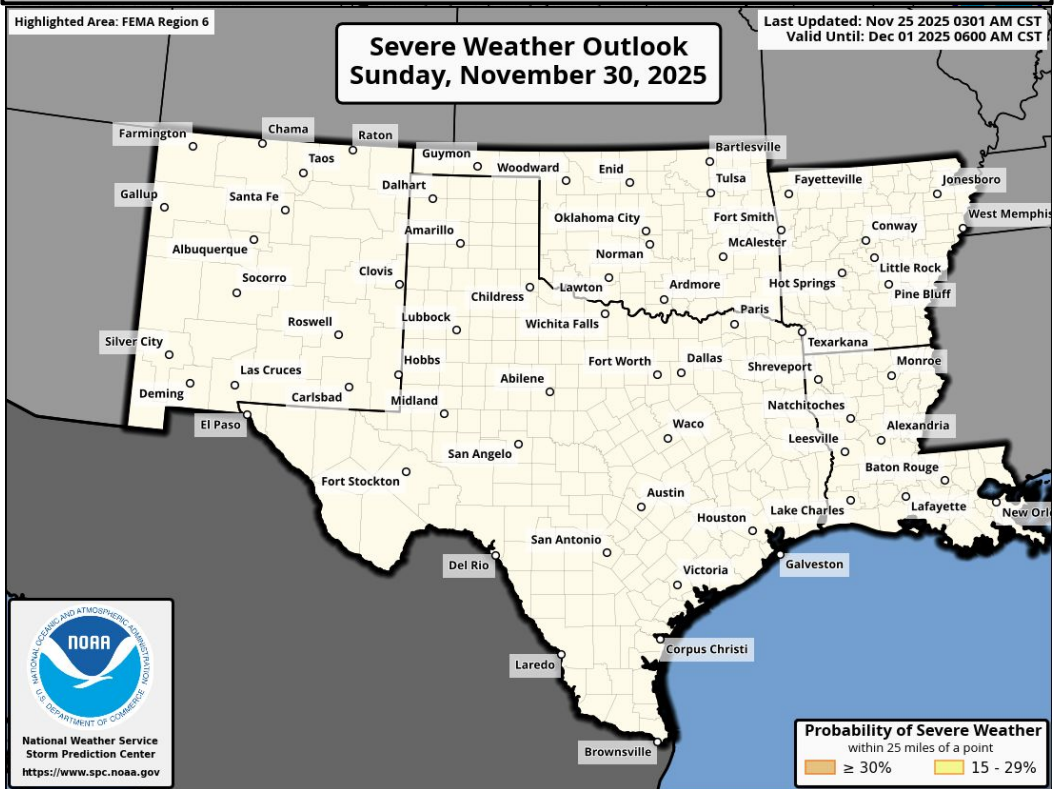 Highlighted Area: FEMA Region 6
Severe Weather Outlook
Sunday, November 30, 2025
Last Updated: Nov 25 2025 0301 AM CST
Valid Until: Dec 01 2025 0600 AM CST
Farmington
Chama
Raton
Taos
Guymon
Woodward
Enid
Bartlesville
Tulsa
Fayetteville
Jonesboro
Gallup
Santa Fe
Dalhart
Oklahoma City
Fort Smith
West Memphis
Albuquerque
Amarillo
Norman
McAlester
Conway
Socorro
Clovis
Childress
Lawton
Ardmore
Hot Springs
Little Rock
Pine Bluff
Roswell
Lubbock
Wichita Falls
Paris
Texarkana
Silver City
Hobbs
Fort Worth
Dallas
Shreveport
Monroe
Las Cruces
Deming
Carlsbad
Midland
Abilene
Natchitoches
El Paso
San Angelo
Waco
Leesville
Alexandria
Fort Stockton
Baton Rouge
Austin
Houston
Lake Charles
Lafayette
New Orl
Del Rio
San Antonio
Victoria
Galveston
Laredo
Corpus Christi
Brownsville
NATIONAL OCEANIC AND ATMOSPHERIC ADMINISTRATION
NOAA
U.S. DEPARTMENT OF COMMERCE
National Weather Service
Storm Prediction Center
https://www.spc.noaa.gov
Probability of Severe Weather
within 25 miles of a point
≥ 30%
15 - 29%